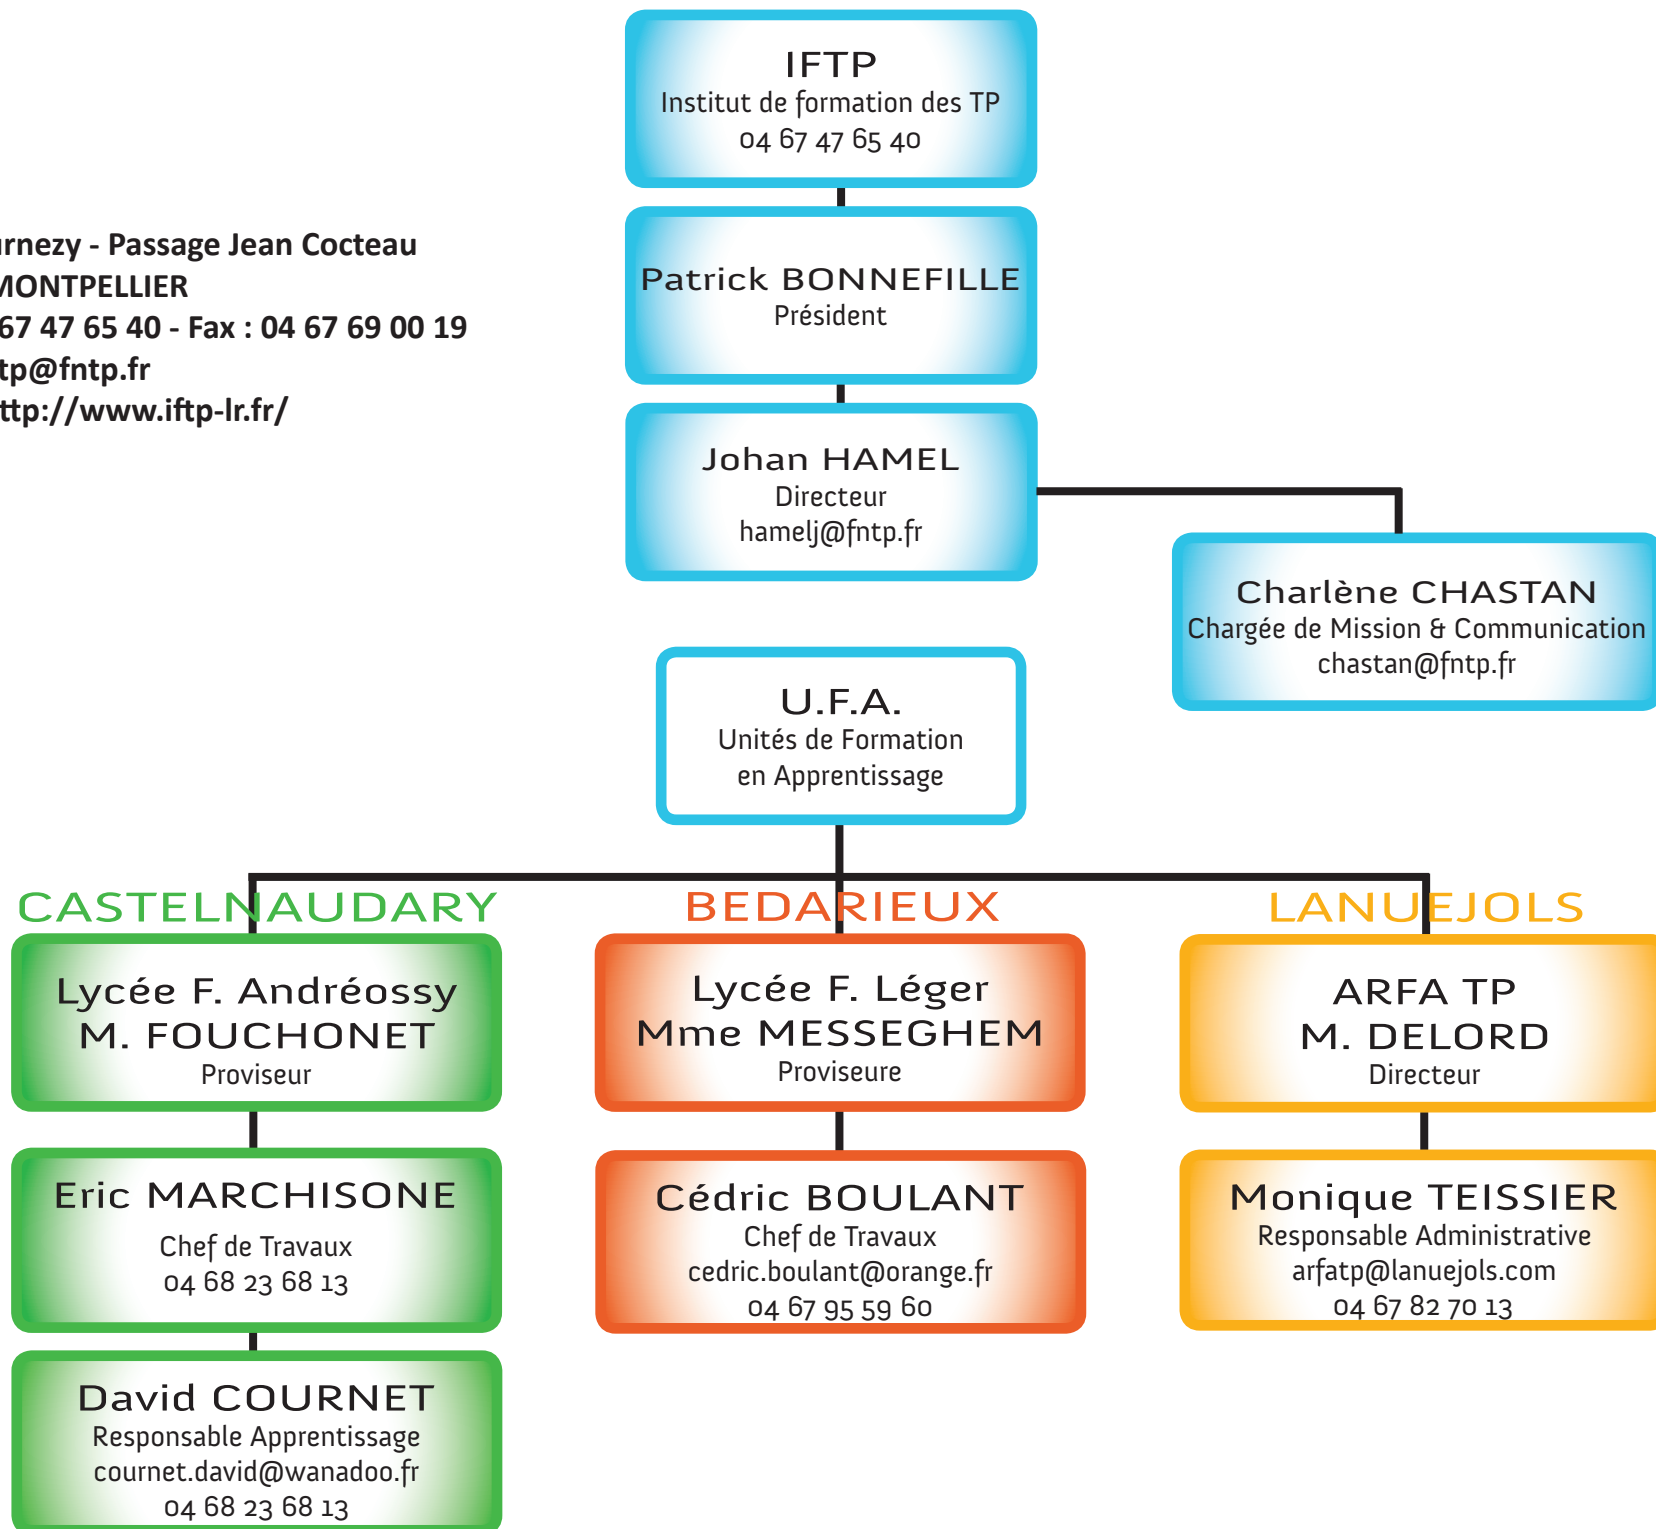 IFTP
Institut de formation des TP
04 67 47 65 40
- Passage Jean Cocteau
MONTPELLIER
67 47 65 40 - Fax : 04 67 69 00 19
tp@fntp.fr
ttp://www.iftp-lr.fr/
Patrick BONNEFILLE
Président
Johan HAMEL
Directeur
hamelj@fntp.fr
Charlène CHASTAN
Chargée de Mission & Communication
chastan@fntp.fr
U.F.A.
Unités de Formation
en Apprentissage
CASTELNAUDARY
Lycée F. Andréossy
M. FOUCHONET
Proviseur
Eric MARCHISONE
Chef de Travaux
04 68 23 68 13
David COURNET
Responsable Apprentissage
cournet.david@wanadoo.fr
04 68 23 68 13
BEDARIEUX
Lycée F. Léger
Mme MESSEGHEM
Proviseure
Cédric BOULANT
Chef de Travaux
cedric.boulant@orange.fr
04 67 95 59 60
LANUEJOLS
ARFA TP
M. DELORD
Directeur
Monique TEISSIER
Responsable Administrative
arfatp@lanuejols.com
04 67 82 70 13